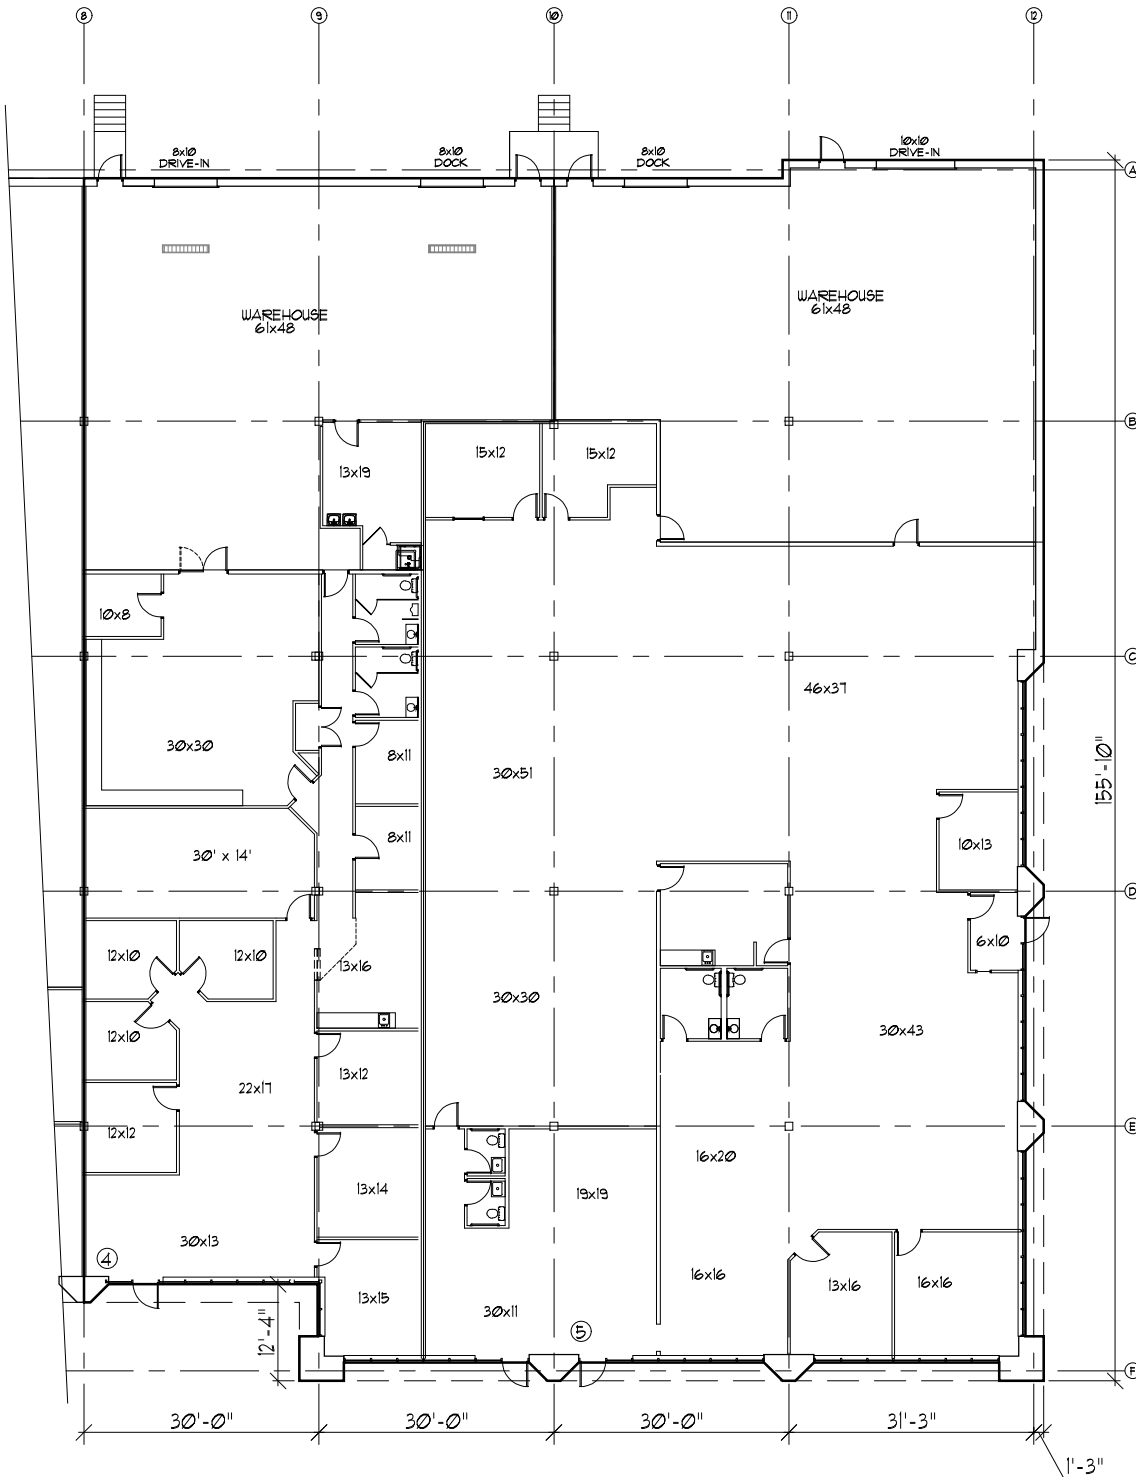 8 9 10 11 12
8x10 8x10 8x10 10x10
DRIVE-IN DOCK DOCK DRIVE-IN
A
WAREHOUSE WAREHOUSE
61x48 61x48
B
13x19 15x12 15x12
10x8
C
46x37
30x30 8x11 30x51
155'-10"
8x11 10x13
30' x 14'
D
12x10 12x10 13x16 6x10
30x30
12x10 30x43
13x12
22x17
E
12x12 16x20
13x14 19x19
30x13
4 16x16 13x16 16x16
13x15 30x11
12'-4" 5
F
30'-0" 30'-0" 30'-0" 31'-3"
1'-3"